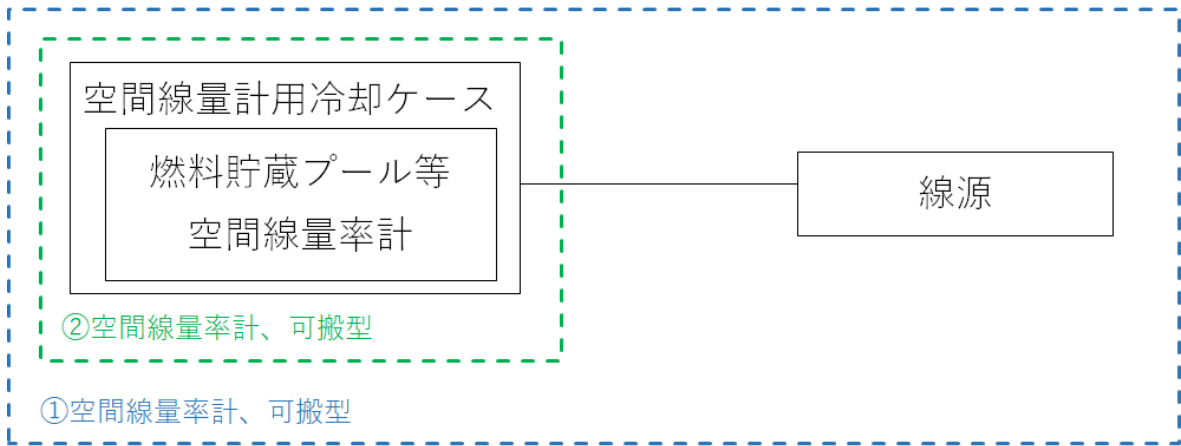 空間線量計用冷却ケース
燃料貯蔵プール等
空間線量率計
線源
②空間線量率計、可搬型
①空間線量率計、可搬型